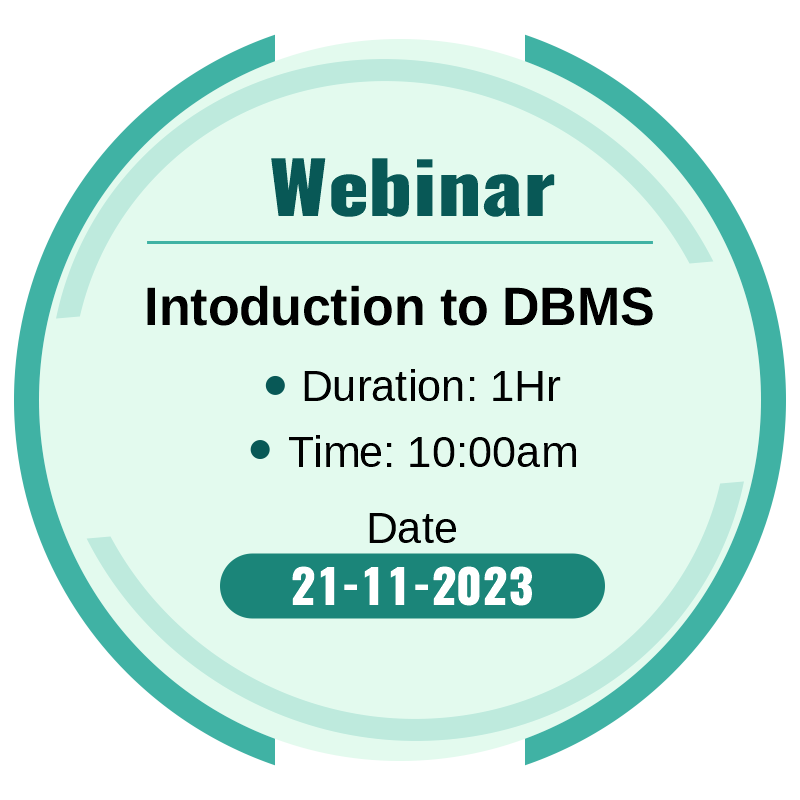 Webinar
Intoduction to DBMS
Duration: 1Hr
Time: 10:00am
Date
21-11-2023